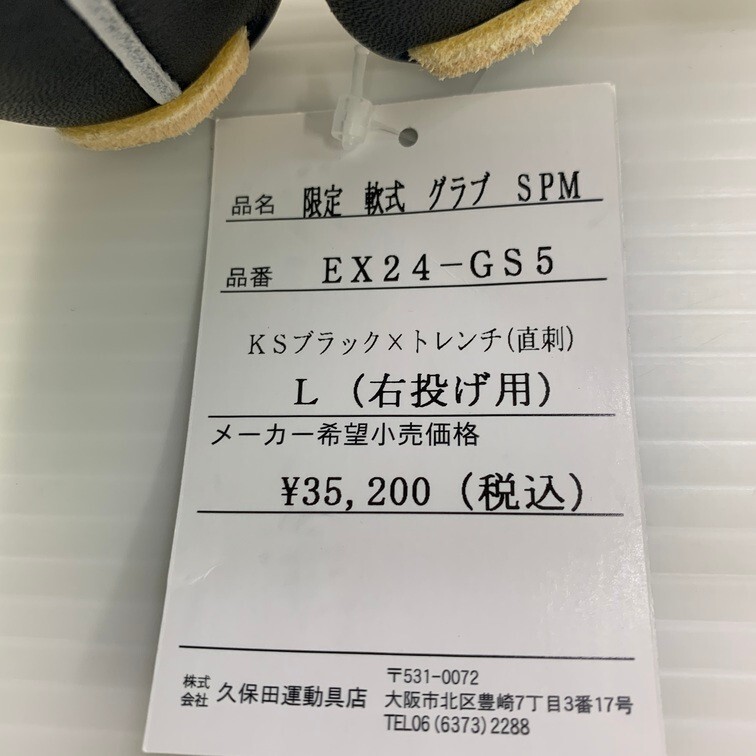 品名 限定 軟式 グラブ SPM
品番 EX24-GS5
KSブラック×トレンチ(直刺)
L (右投げ用)
メーカー希望小売価格
¥35,200 (税込)
株式会社 久保田運動具店
〒531-0072
大阪市北区豊崎7丁目3番17号
TEL06(6373)2288